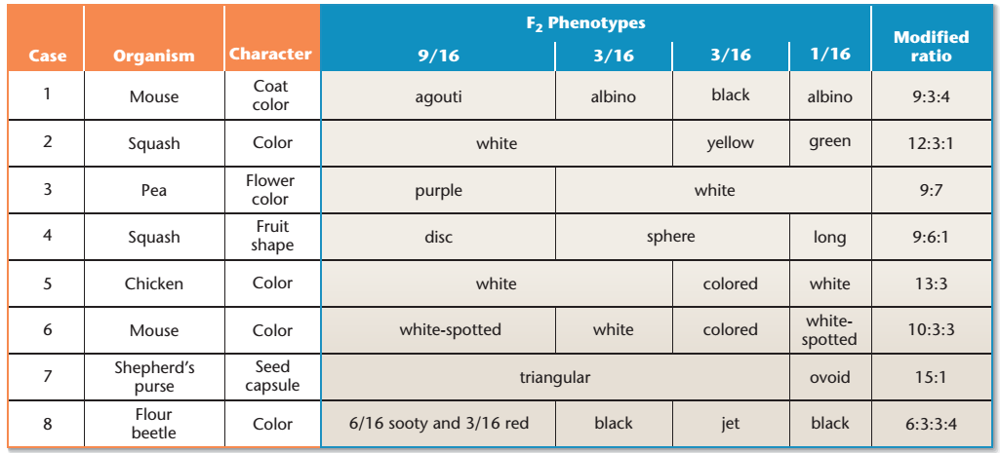 F2 Phenotypes
Case Organism Character 9/16 3/16 3/16 1/16 Modified ratio
1 Mouse Coat color agouti albino black albino 9:3:4
2 Squash Color white yellow green 12:3:1
3 Pea Flower color purple white 9:7
4 Squash Fruit shape disc sphere long 9:6:1
5 Chicken Color white colored white 13:3
6 Mouse Color white-spotted white colored white-spotted 10:3:3
7 Shepherd's purse Seed capsule triangular ovoid 15:1
8 Flour beetle Color 6/16 sooty and 3/16 red black jet black 6:3:3:4